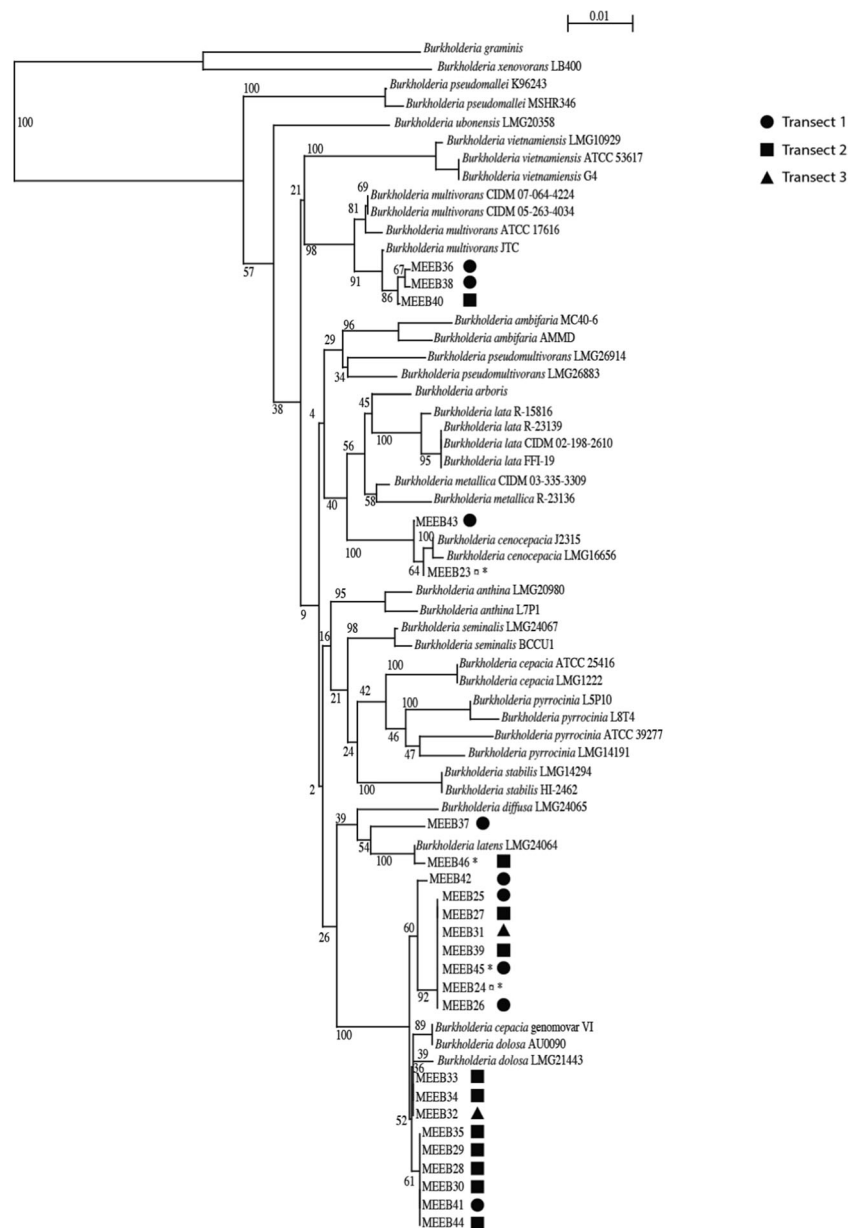 0.01
Burkholderia graminis
Burkholderia xenovorans LB400
100
Burkholderia pseudomallei K96243
Burkholderia pseudomallei MSHR346
100
Burkholderia ubonensis LMG20358
● Transect 1
Burkholderia vietnamiensis LMG10929
100
■ Transect 2
Burkholderia vietnamiensis ATCC 53617
Burkholderia vietnamiensis G4
▲ Transect 3
21
69
Burkholderia multivorans CIDM 07-064-4224
81
Burkholderia multivorans CIDM 05-263-4034
Burkholderia multivorans ATCC 17616
98
Burkholderia multivorans JTC
57
91
67
MEEB36 ●
MEEB38 ●
86
MEEB40 ■
Burkholderia ambifaria MC40-6
96
29
Burkholderia ambifaria AMMD
Burkholderia pseudomultivorans LMG26914
34
Burkholderia pseudomultivorans LMG26883
38
4
Burkholderia arboris
45
Burkholderia lata R-15816
Burkholderia lata R-23139
100
Burkholderia lata CIDM 02-198-2610
56
95
Burkholderia lata FFI-19
Burkholderia metallica CIDM 03-335-3309
58
Burkholderia metallica R-23136
40
MEEB43 ●
100
100
Burkholderia cenocepacia J2315
Burkholderia cenocepacia LMG16656
64
MEEB23 ¤ *
Burkholderia anthina LMG20980
95
Burkholderia anthina L7P1
9
16
98
Burkholderia seminalis LMG24067
Burkholderia seminalis BCCU1
100
Burkholderia cepacia ATCC 25416
Burkholderia cepacia LMG1222
21
42
100
Burkholderia pyrrocinia L5P10
Burkholderia pyrrocinia L8T4
46
Burkholderia pyrrocinia ATCC 39277
24
47
Burkholderia pyrrocinia LMG14191
Burkholderia stabilis LMG14294
100
Burkholderia stabilis HI-2462
2
Burkholderia diffusa LMG24065
39
MEEB37 ●
54
Burkholderia latens LMG24064
100
MEEB46 * ■
MEEB42 ●
MEEB25 ●
MEEB27 ■
60
MEEB31 ▲
26
MEEB39 ■
MEEB45 * ●
MEEB24 ¤ *
92
MEEB26 ●
89
Burkholderia cepacia genomovar VI
100
Burkholderia dolosa AU0090
39
Burkholderia dolosa LMG21443
36
MEEB33 ■
MEEB34 ■
MEEB32 ▲
52
MEEB35 ■
MEEB29 ■
MEEB28 ■
61
MEEB30 ■
MEEB41 ●
MEEB44 ■